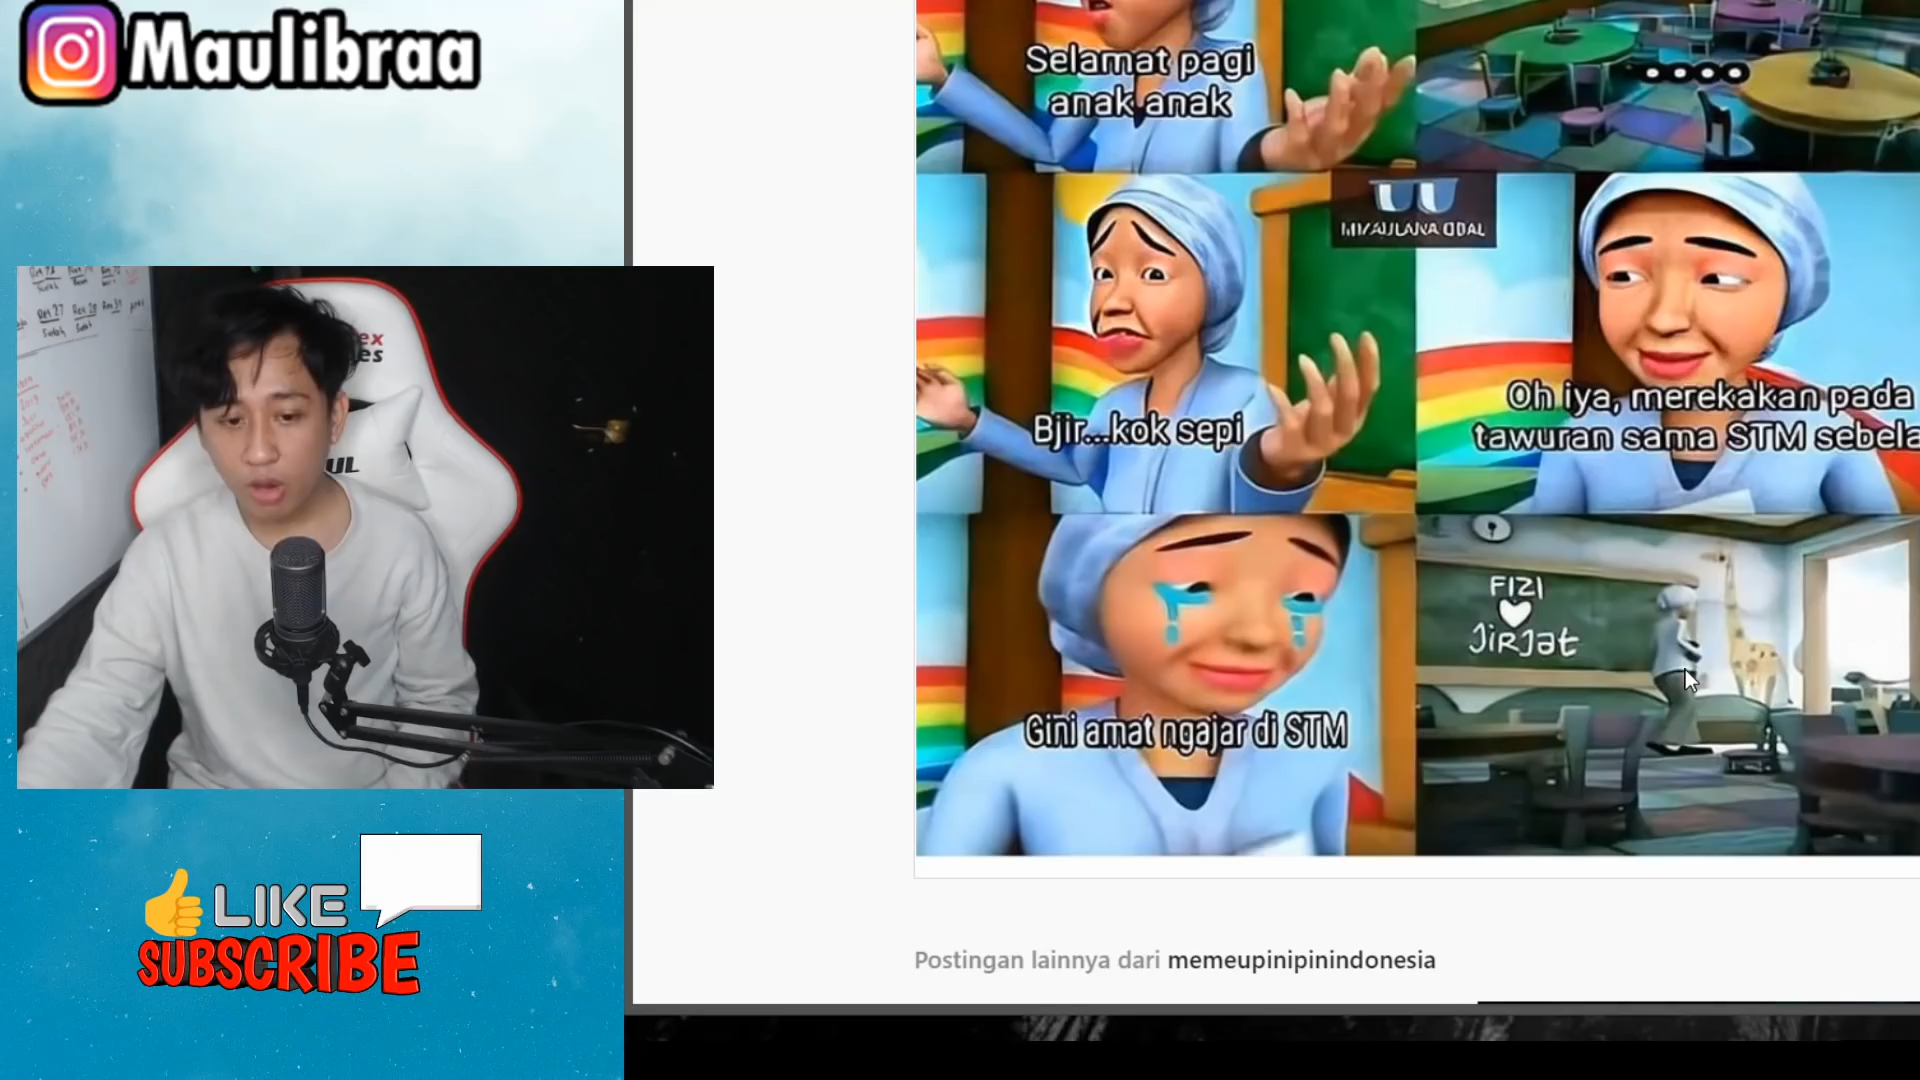 Maulibraa
Selamat pagi
anak anak
Bjir...kok sepi
Oh iya, merekakan pada
tawuran sama STM
Gini amat ngajar di STM
FIZI
JiRJat
LIKE
SUBSCRIBE
Postingan lainnya dari memeupinipinindonesia